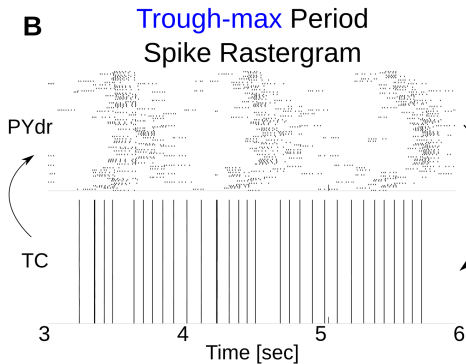 B
Trough-max Period
Spike Rastergram
PYdr
TC
3 4 5 6
Time [sec]